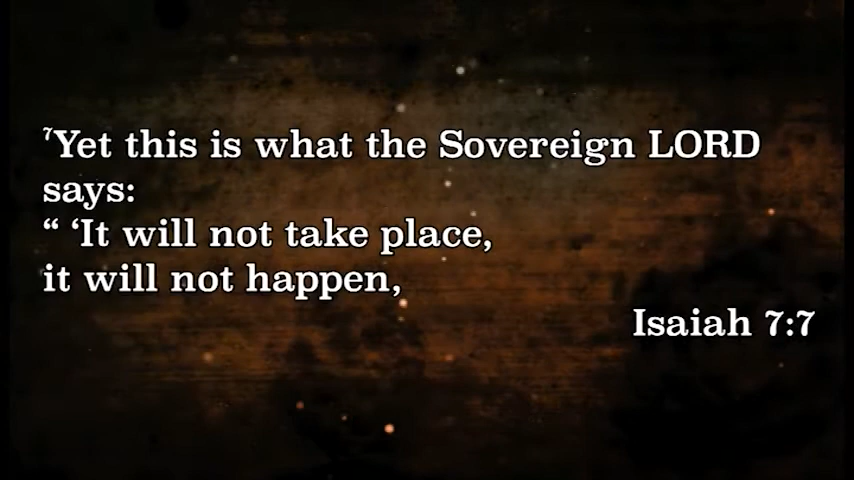 ⁷Yet this is what the Sovereign LORD
says:
“ ‘It will not take place,
it will not happen,
Isaiah 7:7